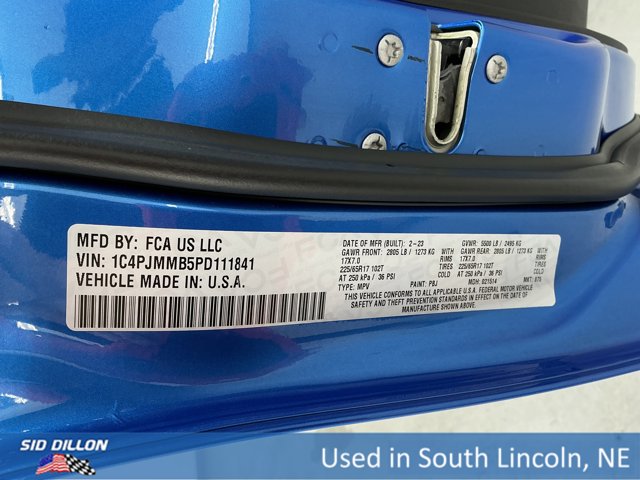 MFD BY: FCA US LLC
VIN: 1C4PJMMB5PD111841
VEHICLE MADE IN: U.S.A.
DATE OF MFR (BUILT): 2-23 GVWR: 5500 LB / 2495 KG
GAWR FRONT: 2805 LB / 1273 KG WITH GAWR REAR: 2805 LB / 1273 KG WITH
17X7.0 RIMS 17X7.0 RIMS
225/65R17 102T TIRES 225/65R17 102T TIRES
AT 250 kPa / 36 PSI COLD AT 250 kPa / 36 PSI COLD
TYPE: MPV PAINT: PBJ MDH: 021514 MKT:
THIS VEHICLE CONFORMS TO ALL APPLICABLE U.S.A. FEDERAL MOTOR VEHICLE
SAFETY AND THEFT PREVENTION STANDARDS IN EFFECT ON THE DATE OF
MANUFACTURE SHOWN ABOVE.
SID DILLON
Used in South Lincoln, NE